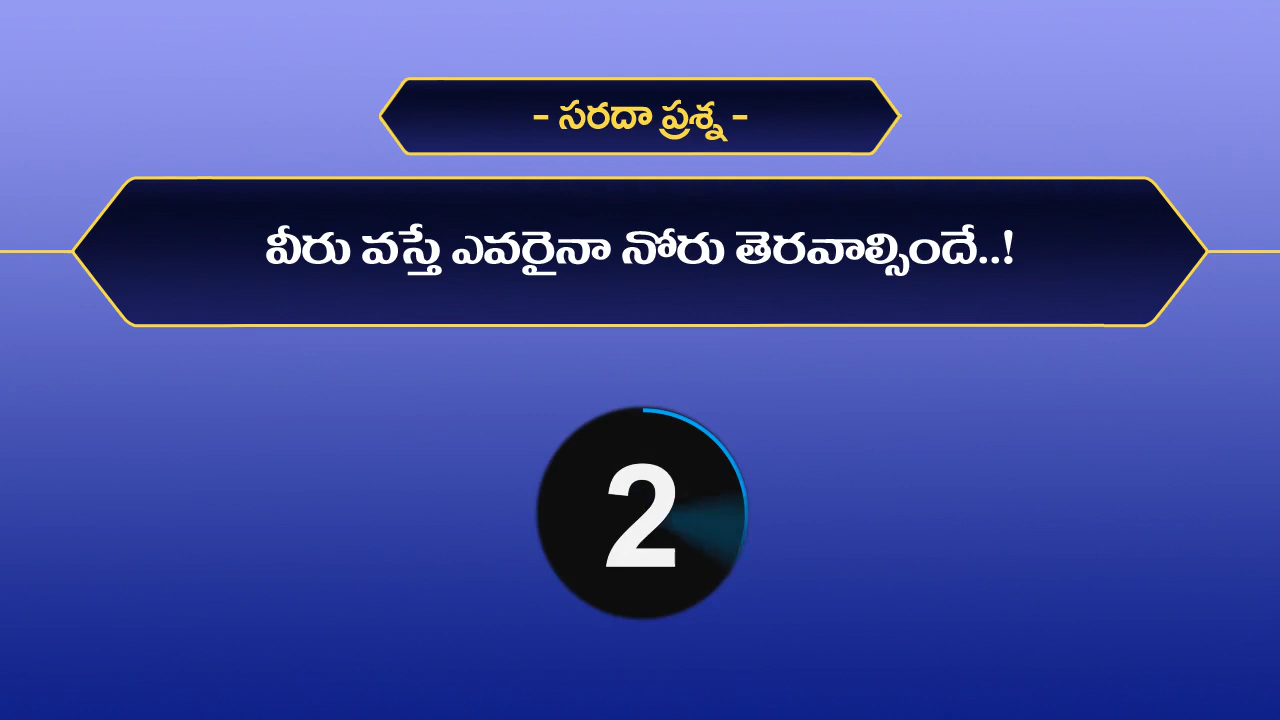 - సరదా ప్రశ్న -
వీరు వస్తే ఎవరైనా నోరు తెరవాల్సిందే..!
2